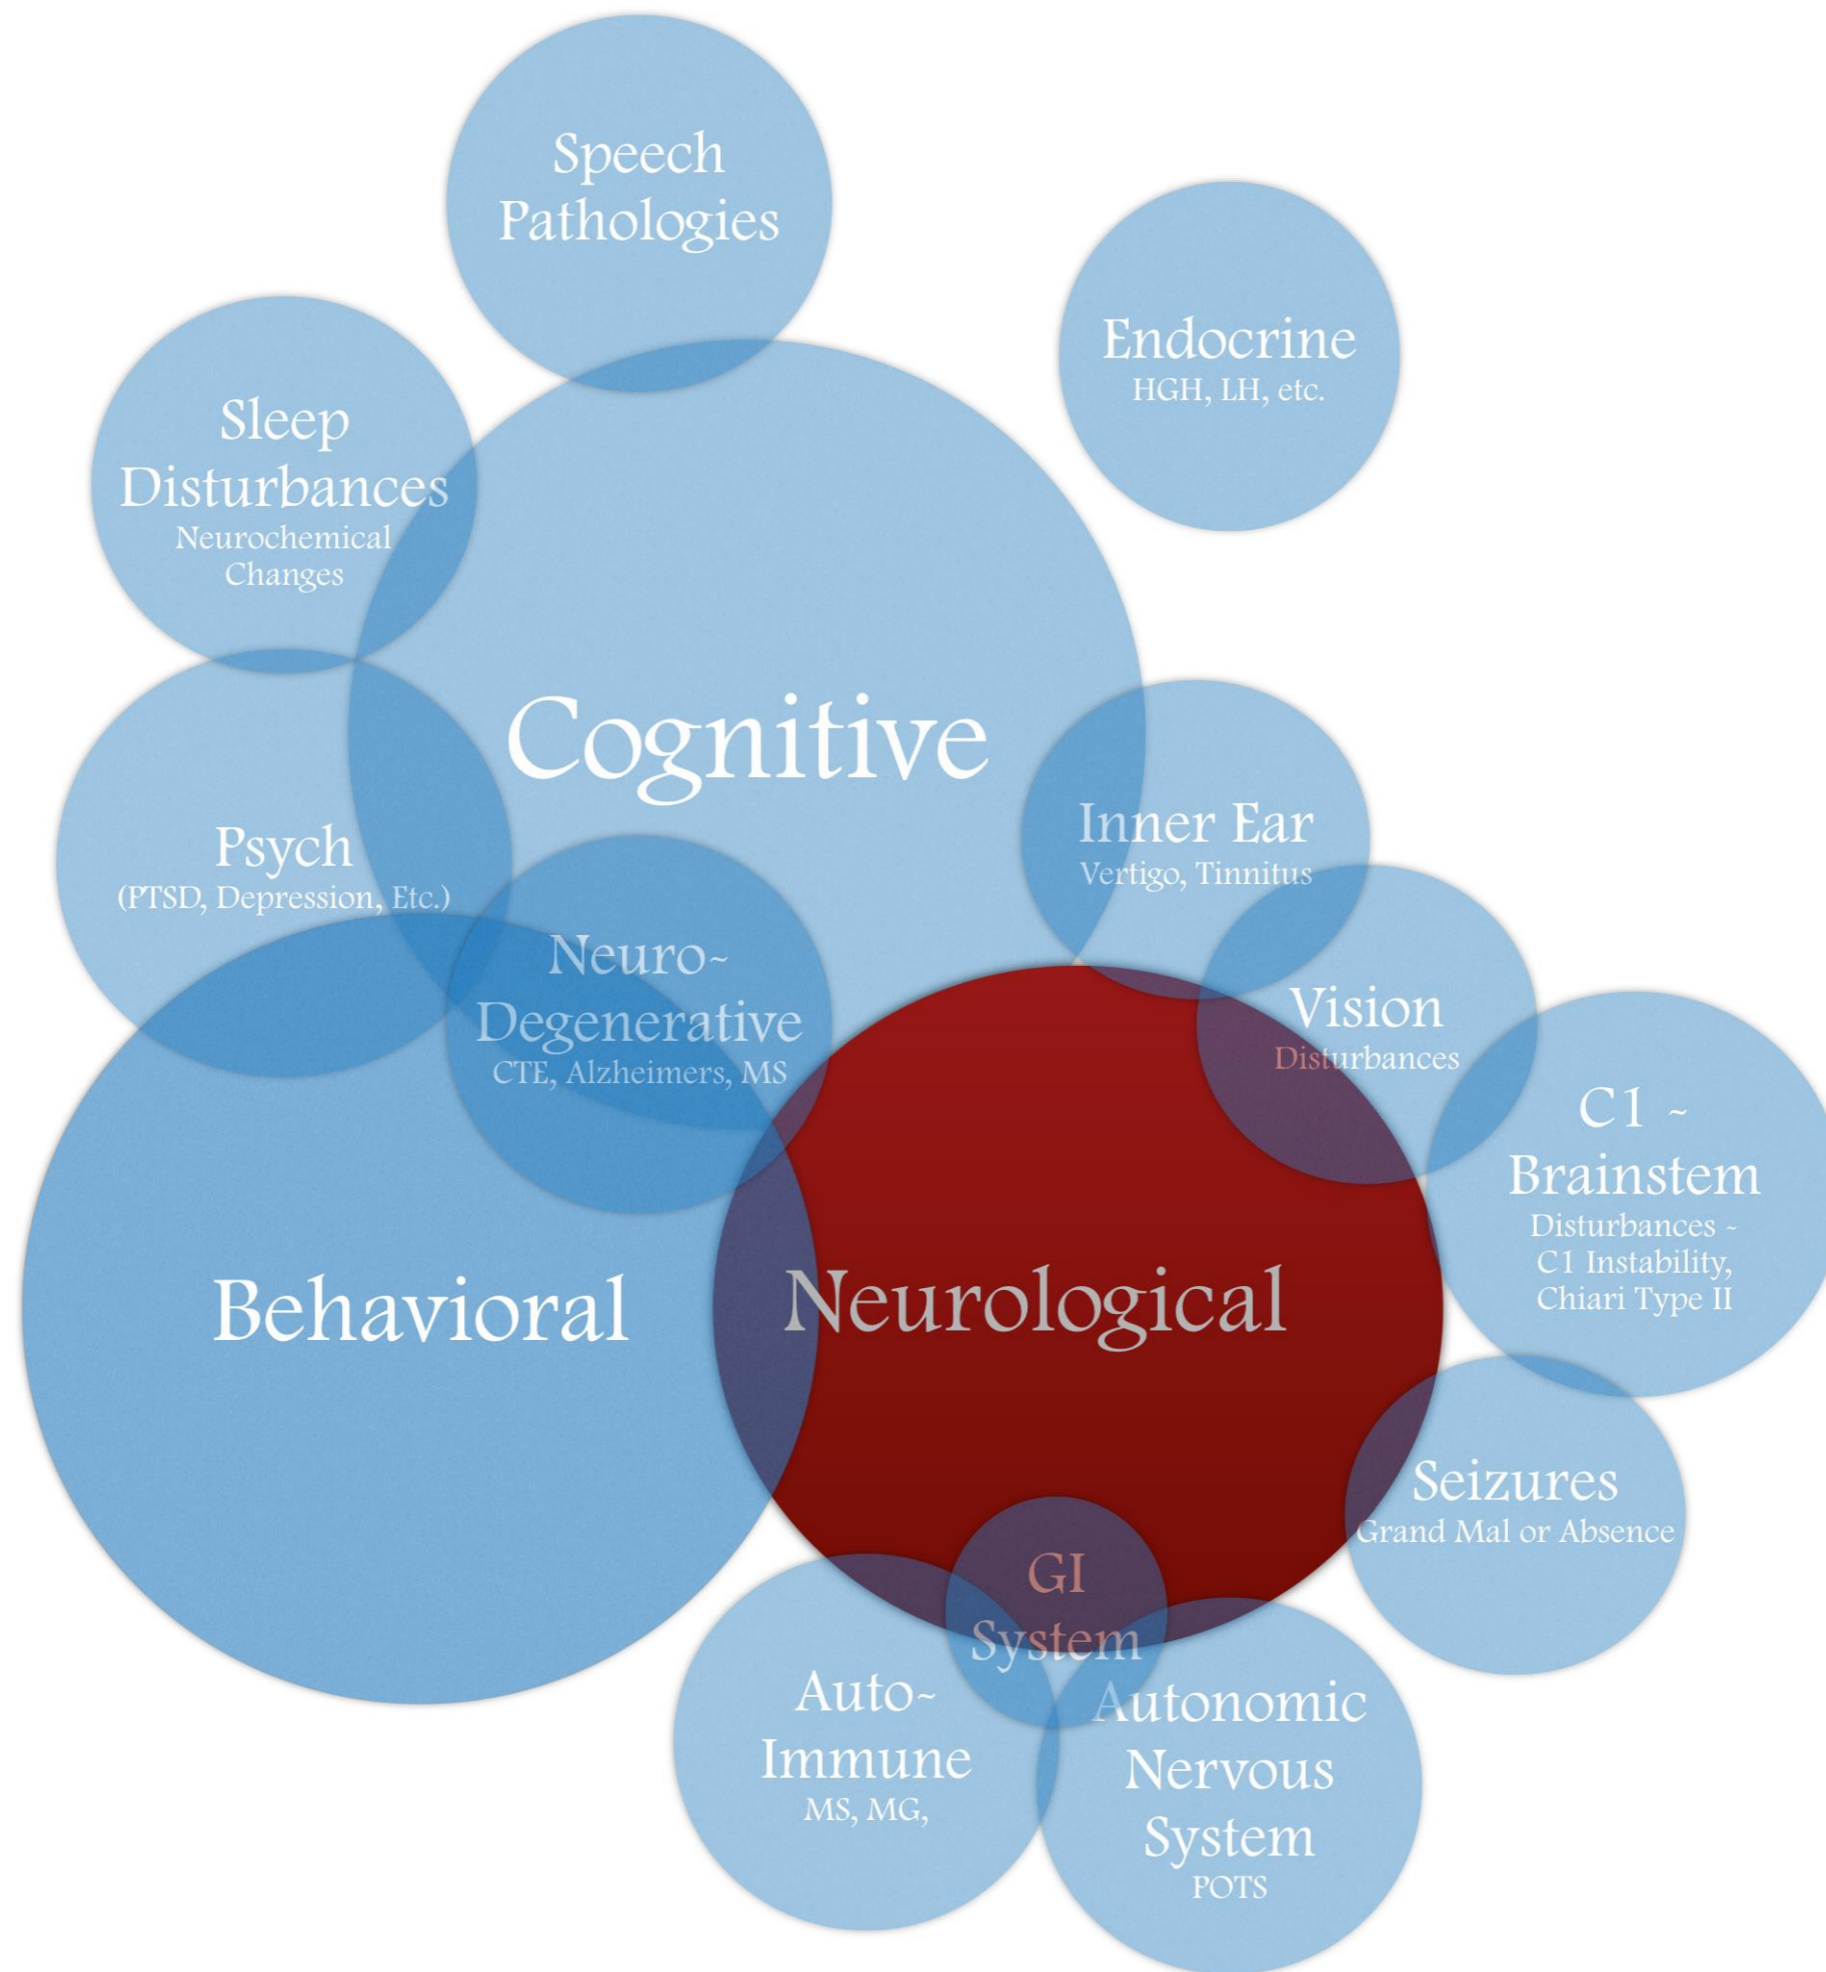 Speech
Pathologies
Endocrine
HGH, LH, etc.
Sleep
Disturbances
Neurochemical
Changes
Cognitive
Inner Ear
Vertigo, Tinnitus
Psych
(PTSD, Depression, Etc.)
Neuro~
Degenerative
CTE, Alzheimers, MS
Vision
Disturbances
C1 ~
Brainstem
Disturbances ~
C1 Instability,
Chiari Type II
Behavioral
Neurological
Seizures
Grand Mal or Absence
GI
System
Auto~
Immune
MS, MG,
Autonomic
Nervous
System
POTS